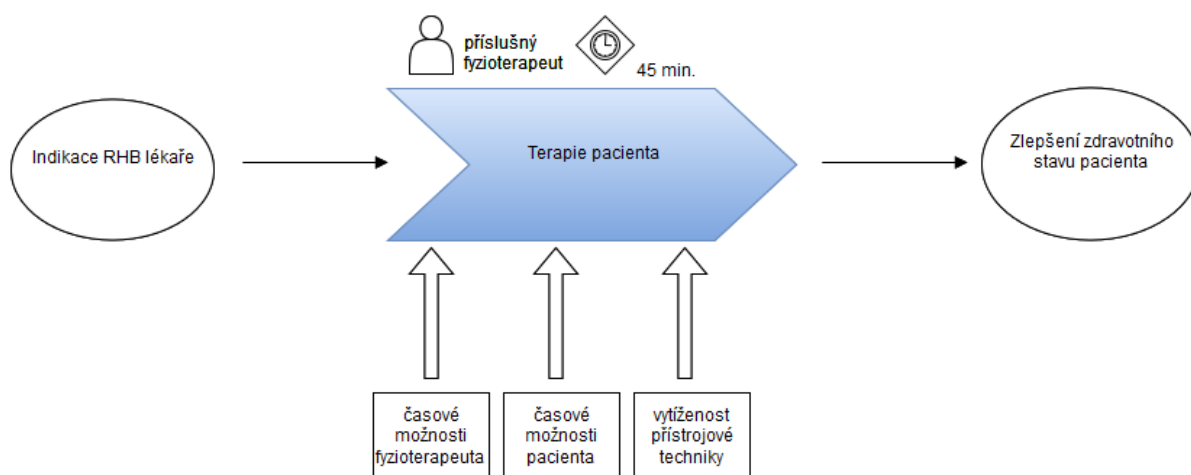 příslušný
fyzioterapeut
45 min.
Indikace RHB lékaře
Terapie pacienta
Zlepšení zdravotního
stavu pacienta
časové
možnosti
fyzioterapeuta
časové
možnosti
pacienta
vytíženost
přístrojové
techniky